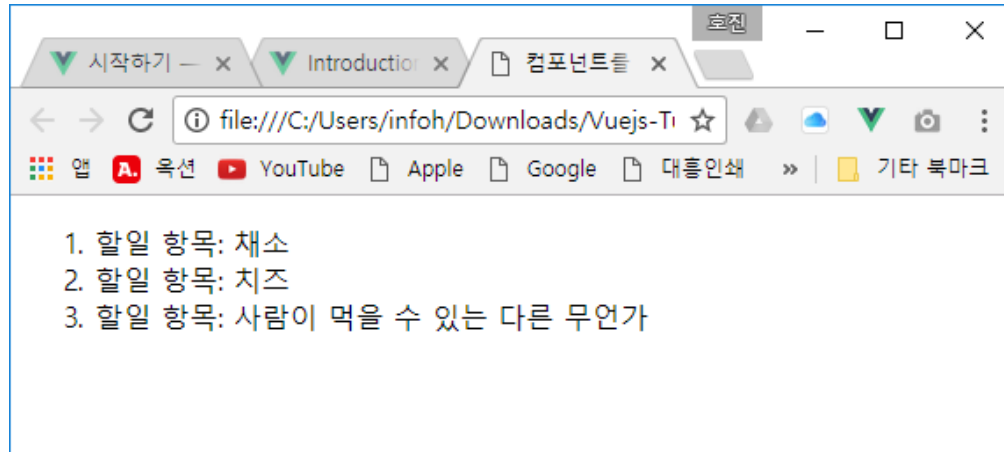 호진
시작하기 —
Introductio
컴포넌트를
file:///C:/Users/infoh/Downloads/Vuejs-Tu
앱 A. 옥션 YouTube Apple Google 대흥인쇄 » 기타 북마크
1. 할일 항목: 채소
2. 할일 항목: 치즈
3. 할일 항목: 사람이 먹을 수 있는 다른 무언가